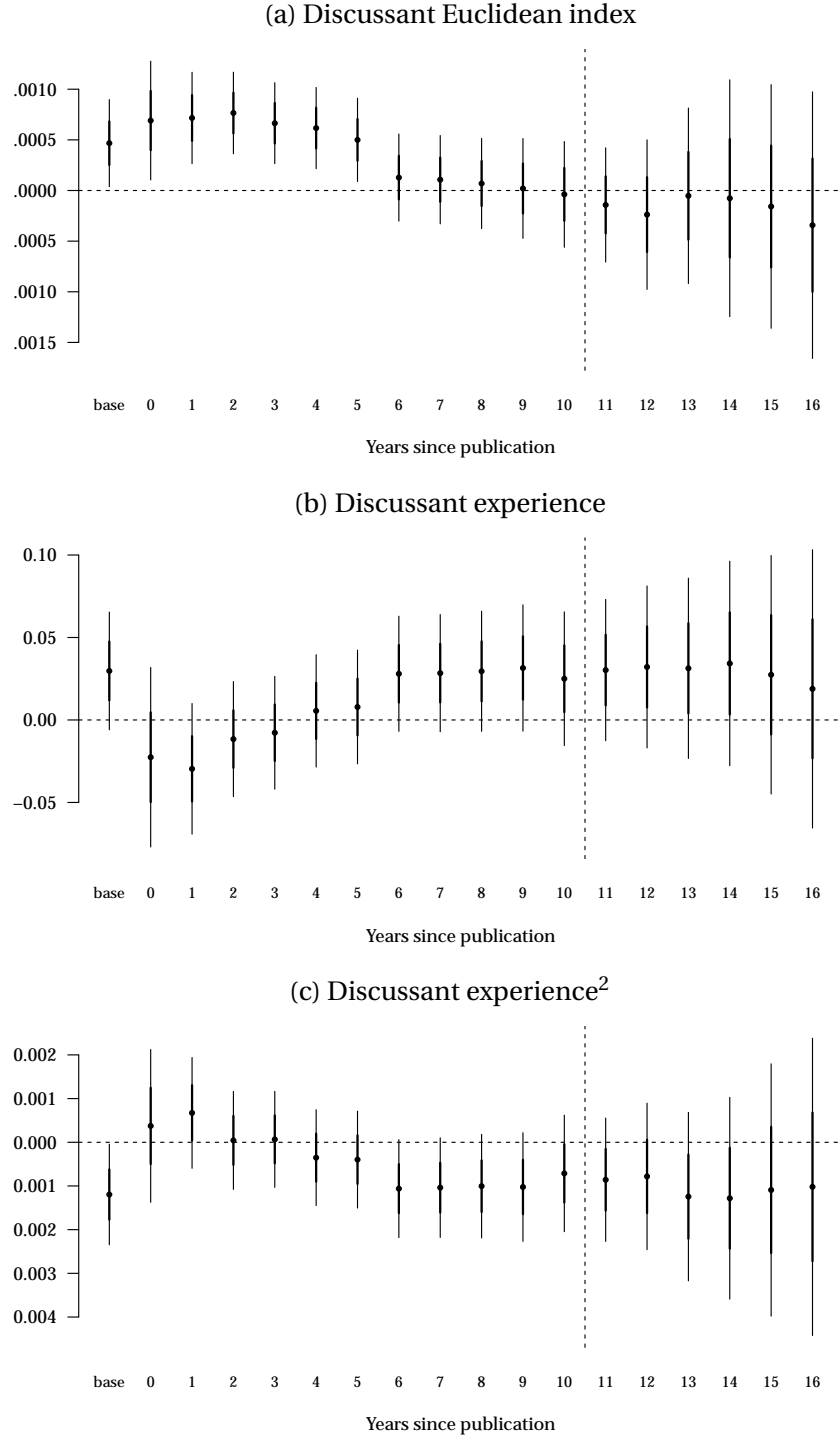 (a) Discussant Euclidean index
.0010
.0005
.0000
.0005
.0010
.0015
base 0 1 2 3 4 5 6 7 8 9 10 11 12 13 14 15 16
Years since publication
(b) Discussant experience
0.10
0.05
0.00
−0.05
base 0 1 2 3 4 5 6 7 8 9 10 11 12 13 14 15 16
Years since publication
(c) Discussant experience²
0.002
0.001
0.000
0.001
0.002
0.003
0.004
base 0 1 2 3 4 5 6 7 8 9 10 11 12 13 14 15 16
Years since publication